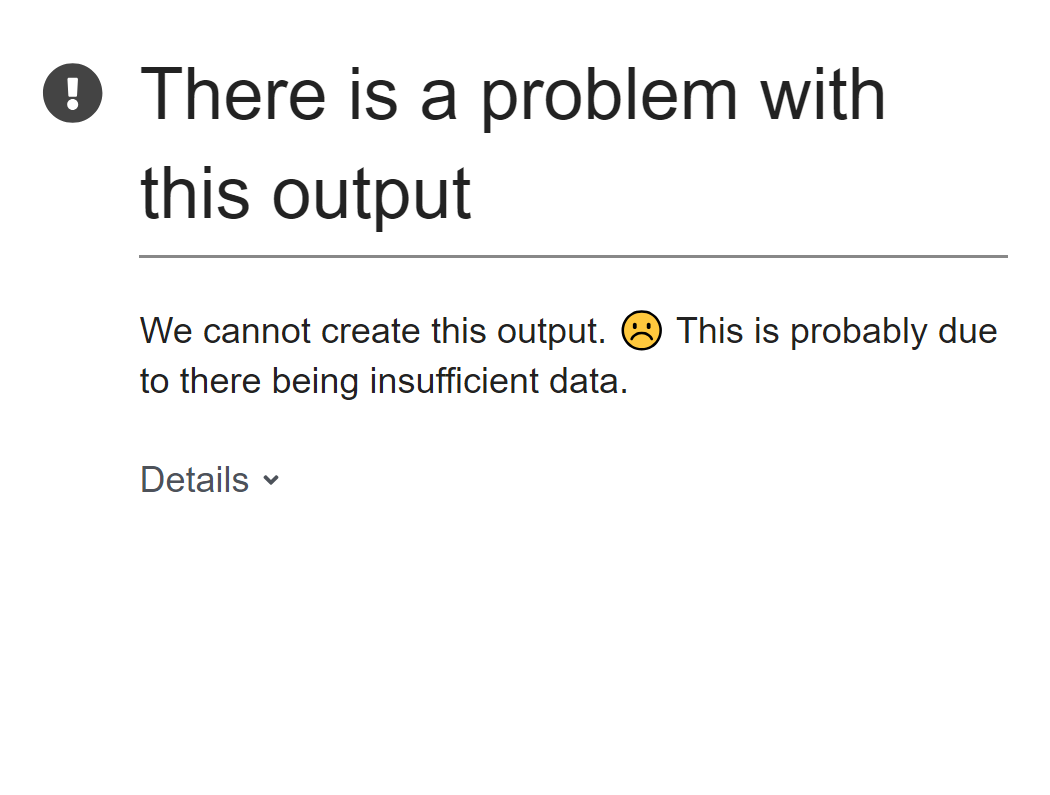 There is a problem with
this output
We cannot create this output. ☹️ This is probably due
to there being insufficient data.
Details